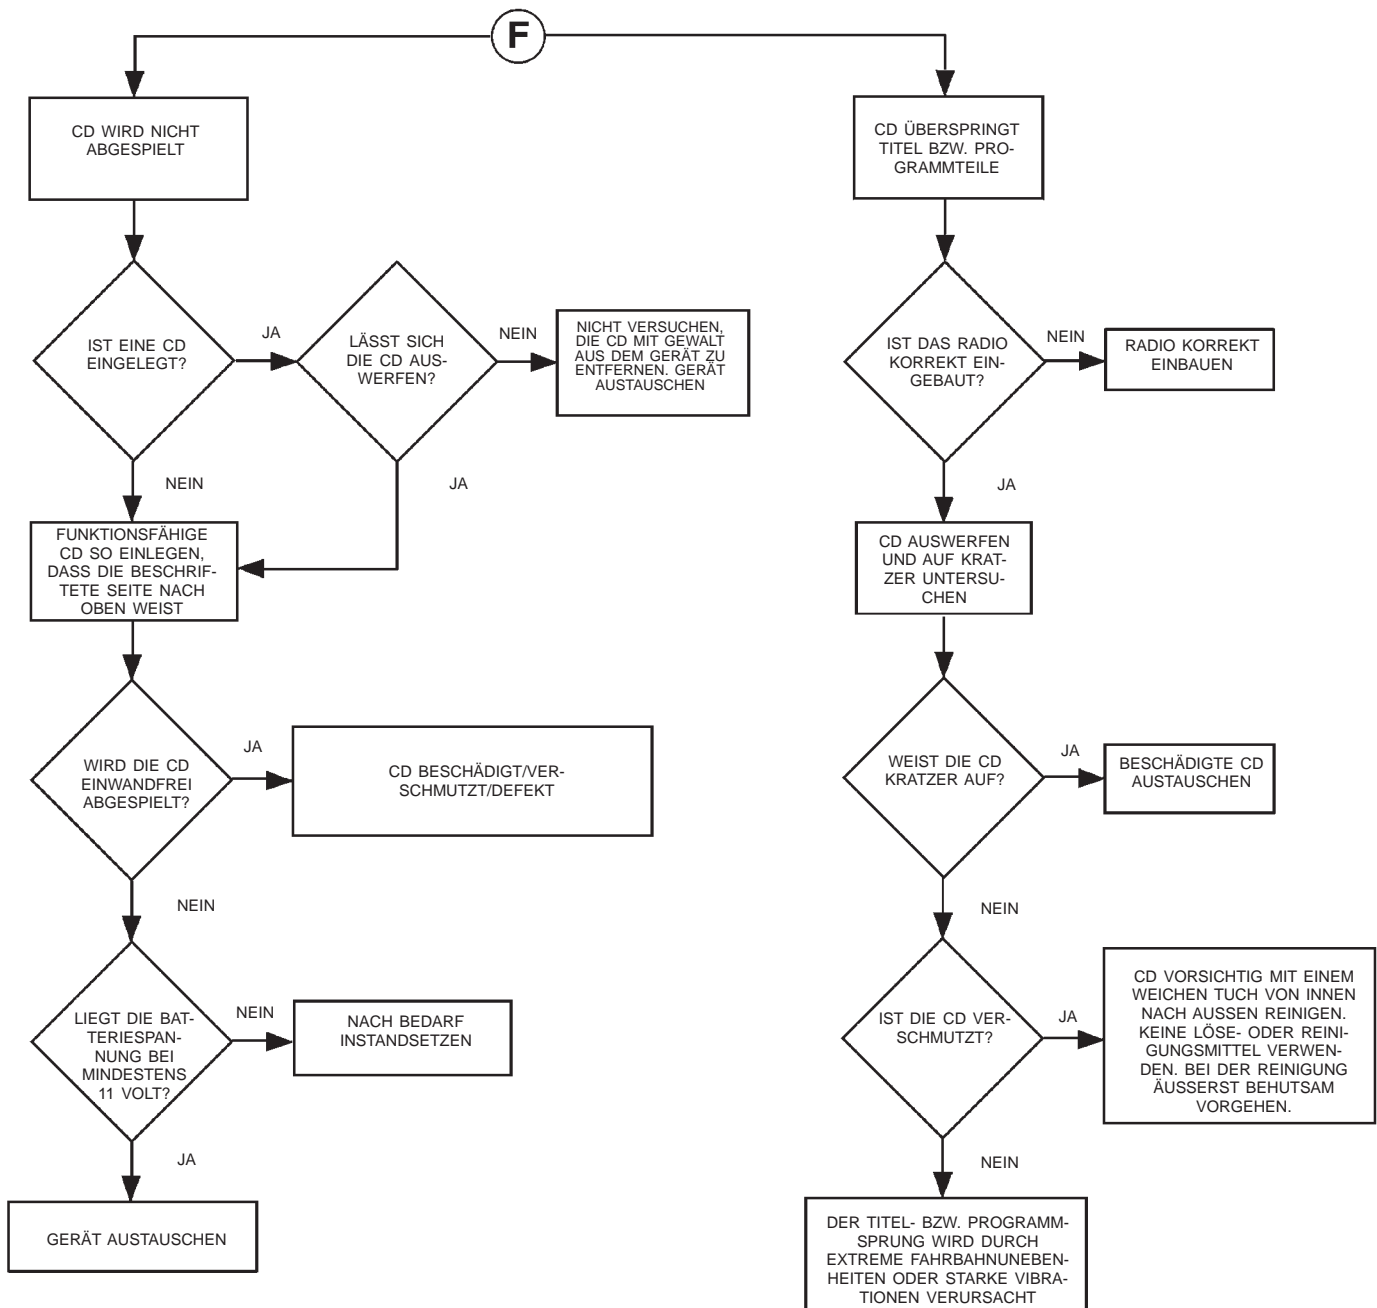 F
CD WIRD NICHT
ABGESPIELT
IST EINE CD
EINGELEGT?
JA
LÄSST SICH
DIE CD AUS-
WERFEN?
NEIN
NICHT VERSUCHEN,
DIE CD MIT GEWALT
AUS DEM GERÄT ZU
ENTFERNEN. GERÄT
AUSTAUSCHEN
NEIN
JA
FUNKTIONSFÄHIGE
CD SO EINLEGEN,
DASS DIE BESCHRIF-
TETE SEITE NACH
OBEN WEIST
WIRD DIE CD
EINWANDFREI
ABGESPIELT?
JA
CD BESCHÄDIGT/VER-
SCHMUTZT/DEFEKT
NEIN
LIEGT DIE BAT-
TERIESPAN-
NUNG BEI
MINDESTENS
11 VOLT?
NEIN
NACH BEDARF
INSTANDSETZEN
JA
GERÄT AUSTAUSCHEN
CD ÜBERSPRINGT
TITEL BZW. PRO-
GRAMMTEILE
IST DAS RADIO
KORREKT EIN-
GEBAUT?
NEIN
RADIO KORREKT
EINBAUEN
JA
CD AUSWERFEN
UND AUF KRAT-
ZER UNTERSU-
CHEN
WEIST DIE CD
KRATZER AUF?
JA
BESCHÄDIGTE CD
AUSTAUSCHEN
NEIN
IST DIE CD VER-
SCHMUTZT?
JA
CD VORSICHTIG MIT EINEM
WEICHEN TUCH VON INNEN
NACH AUSSEN REINIGEN.
KEINE LÖSE- ODER REINI-
GUNGSMITTEL VERWEN-
DEN. BEI DER REINIGUNG
ÄUSSERST BEHUTSAM
VORGEHEN.
NEIN
DER TITEL- BZW. PROGRAMM-
SPRUNG WIRD DURCH
EXTREME FAHRBAHNUNEBEN-
HEITEN ODER STARKE VIBRA-
TIONEN VERURSACHT